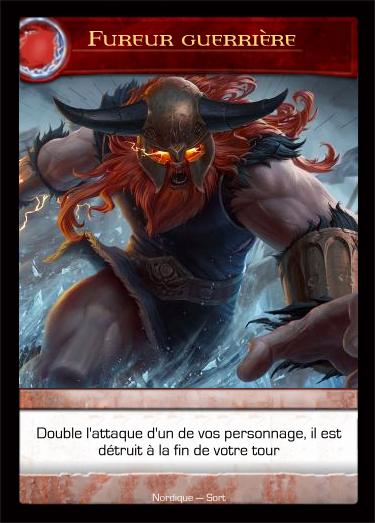 Fureur guerrière
Double l'attaque d'un de vos personnage, il est
détruit à la fin de votre tour
Nordique — Sort